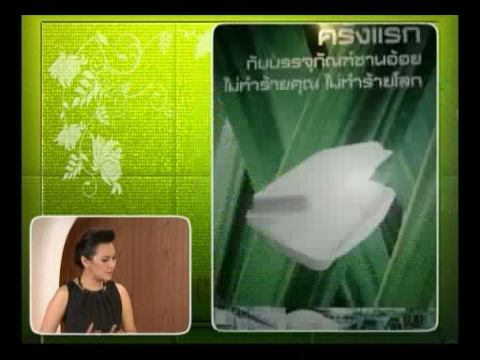 ครั้งแรก
กับบรรจุภัณฑ์ชานอ้อย
ไม่ทำร้ายคุณ ไม่ทำร้ายโลก